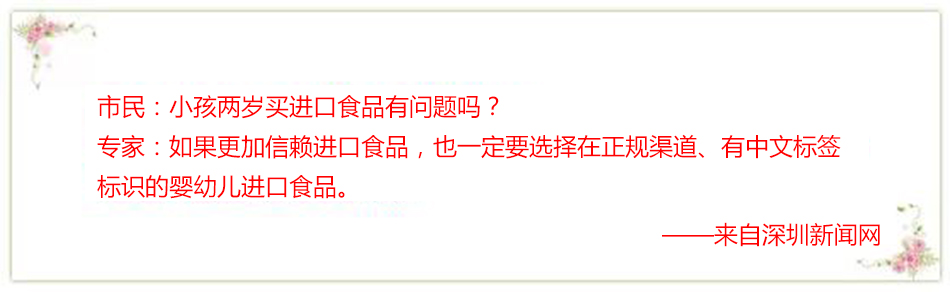 市民：小孩两岁买进口食品有问题吗？
专家：如果更加信赖进口食品，也一定要选择在正规渠道、有中文标签
标识的婴幼儿进口食品。
——来自深圳新闻网